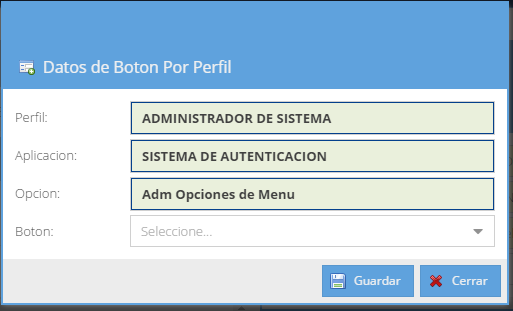 Datos de Boton Por Perfil
Perfil: ADMINISTRADOR DE SISTEMA
Aplicacion: SISTEMA DE AUTENTICACION
Opcion: Adm Opciones de Menu
Boton: Seleccione...
Guardar Cerrar